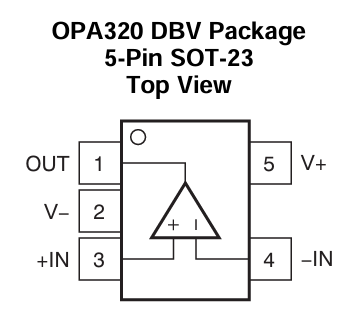 OPA320 DBV Package
5-Pin SOT-23
Top View
OUT 1 5 V+
V– 2
+ –
+IN 3 4 –IN